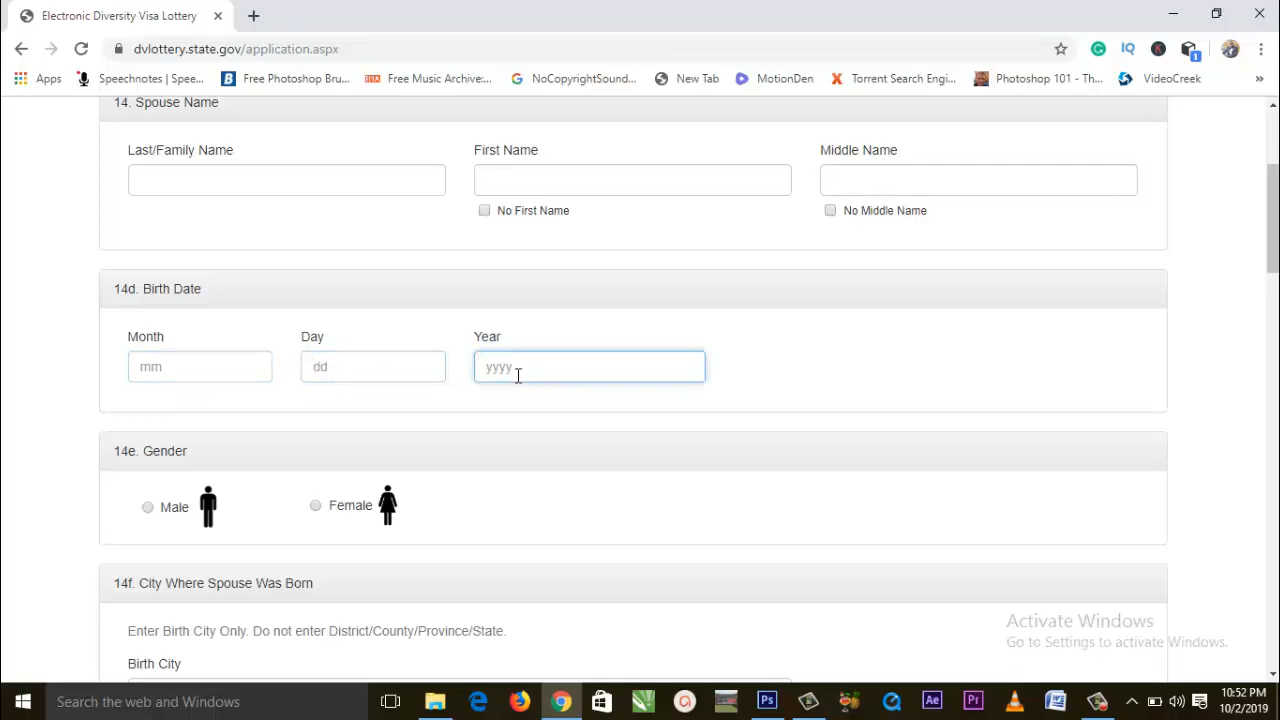 Electronic Diversity Visa Lottery
dvlottery.state.gov/application.aspx
Apps Speechnotes | Spee... Free Photoshop Bru... Free Music Archive:... NoCopyrightSound... New Tab MotionDen Torrent Search Engi... Photoshop 101 - Th... VideoCreek »
14. Spouse Name
Last/Family Name First Name Middle Name
No First Name No Middle Name
14d. Birth Date
Month Day Year
mm dd yyyy
14e. Gender
Male Female
14f. City Where Spouse Was Born
Enter Birth City Only. Do not enter District/County/Province/State.
Birth City
Activate Windows
Go to Settings to activate Windows.
Search the web and Windows
10:52 PM
10/2/2019